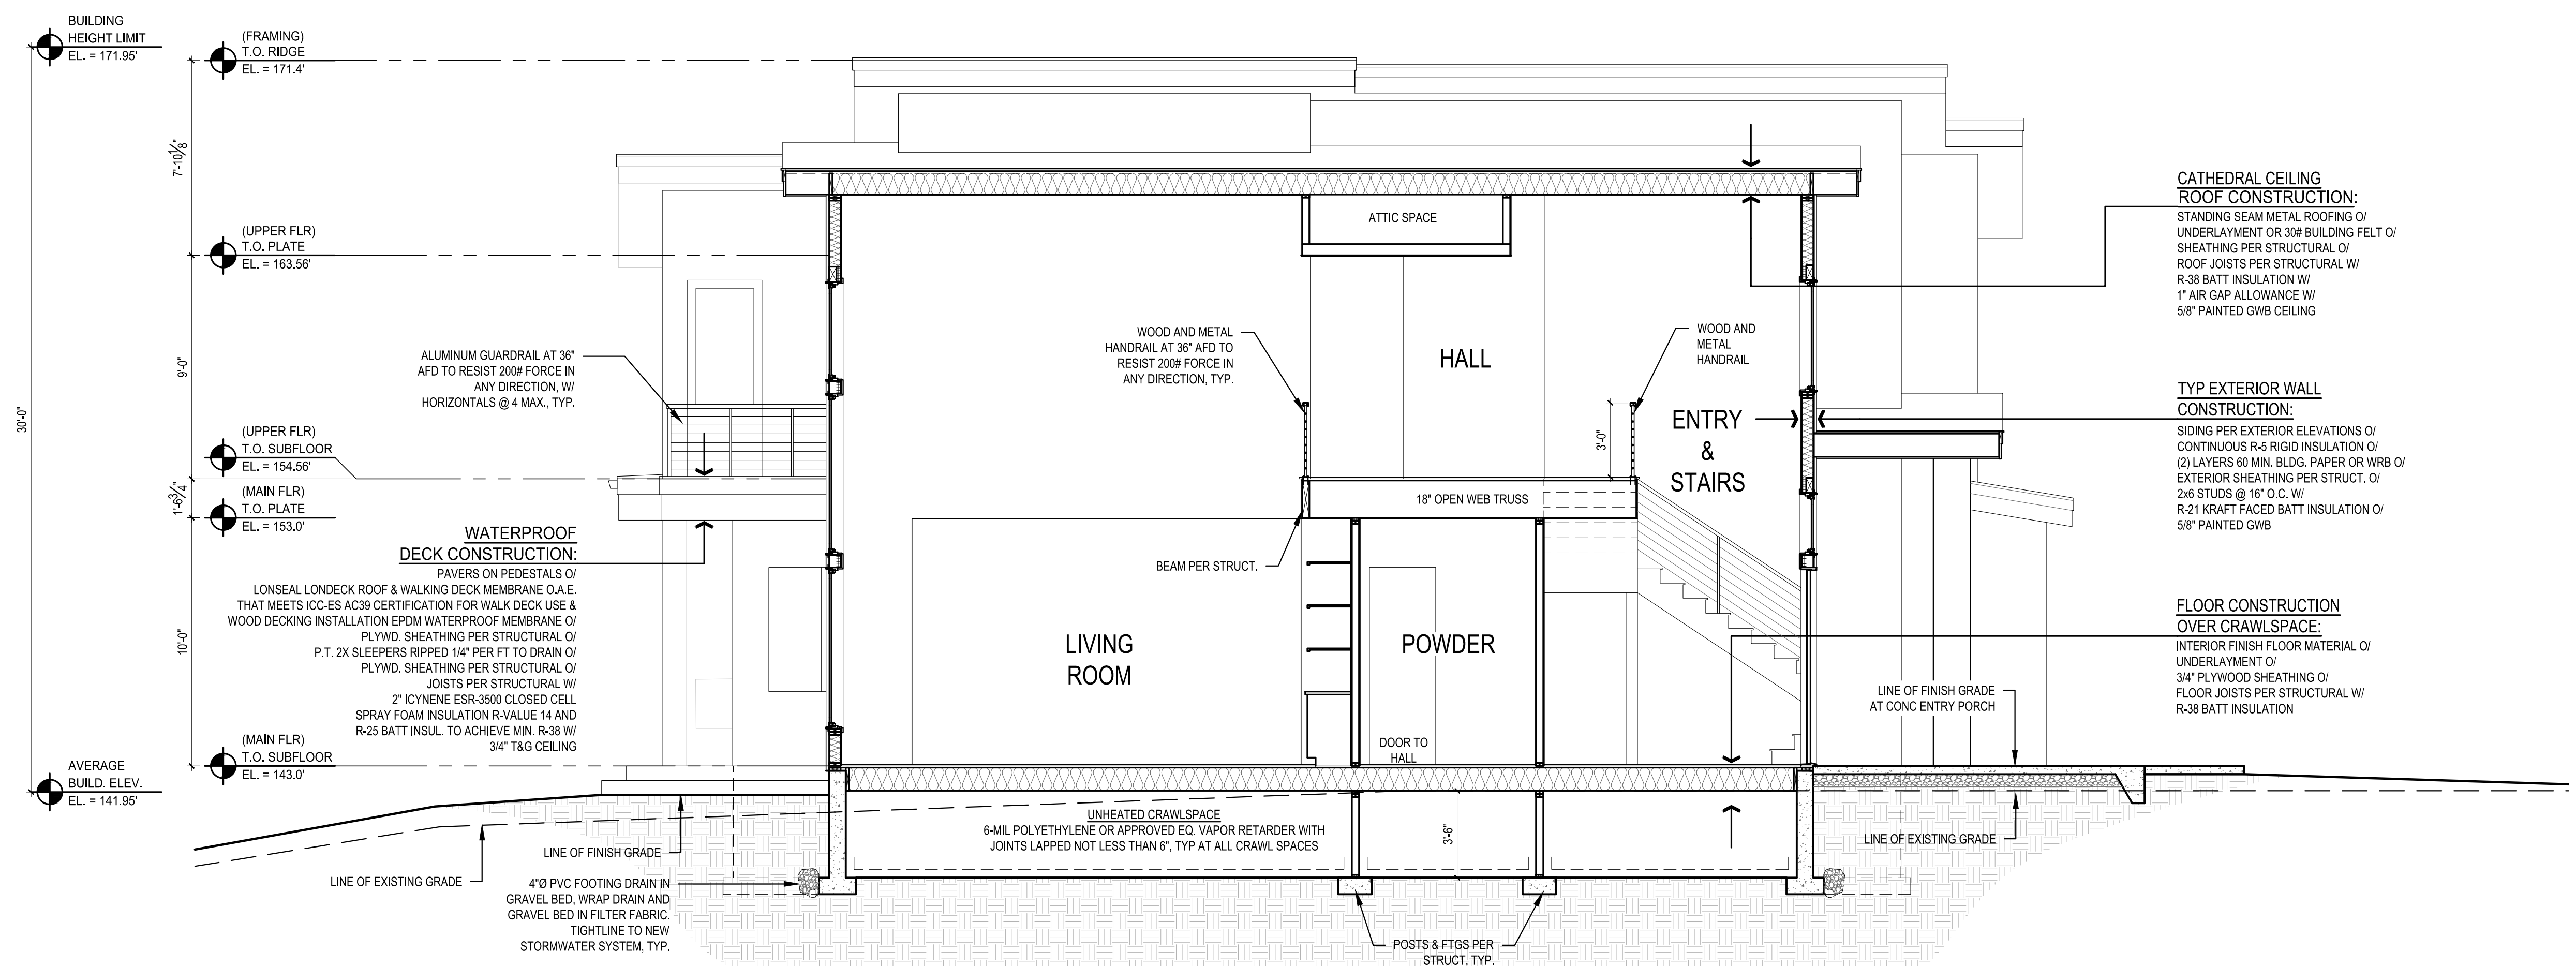 BUILDING
HEIGHT LIMIT
EL. = 171.95'
(FRAMING)
T.O. RIDGE
EL. = 171.4'
7'-10 1/8"
(UPPER FLR)
T.O. PLATE
EL. = 163.56'
9'-0"
30'-0"
(UPPER FLR)
T.O. SUBFLOOR
EL. = 154.56'
1'-6 3/4"
(MAIN FLR)
T.O. PLATE
EL. = 153.0'
10'-0"
(MAIN FLR)
T.O. SUBFLOOR
EL. = 143.0'
AVERAGE
BUILD. ELEV.
EL. = 141.95'
ALUMINUM GUARDRAIL AT 36"
AFD TO RESIST 200# FORCE IN
ANY DIRECTION, W/
HORIZONTALS @ 4 MAX., TYP.
WATERPROOF
DECK CONSTRUCTION:
PAVERS ON PEDESTALS O/
LONSEAL LONDECK ROOF & WALKING DECK MEMBRANE O.A.E.
THAT MEETS ICC-ES AC39 CERTIFICATION FOR WALK DECK USE &
WOOD DECKING INSTALLATION EPDM WATERPROOF MEMBRANE O/
PLYWD. SHEATHING PER STRUCTURAL O/
P.T. 2X SLEEPERS RIPPED 1/4" PER FT TO DRAIN O/
PLYWD. SHEATHING PER STRUCTURAL O/
JOISTS PER STRUCTURAL W/
2" ICYNENE ESR-3500 CLOSED CELL
SPRAY FOAM INSULATION R-VALUE 14 AND
R-25 BATT INSUL. TO ACHIEVE MIN. R-38 W/
3/4" T&G CEILING
LINE OF FINISH GRADE
LINE OF EXISTING GRADE
4"Ø PVC FOOTING DRAIN IN
GRAVEL BED, WRAP DRAIN AND
GRAVEL BED IN FILTER FABRIC.
TIGHTLINE TO NEW
STORMWATER SYSTEM, TYP.
ATTIC SPACE
WOOD AND METAL
HANDRAIL AT 36" AFD TO
RESIST 200# FORCE IN
ANY DIRECTION, TYP.
HALL
WOOD AND
METAL
HANDRAIL
3'-0"
ENTRY
&
STAIRS
18" OPEN WEB TRUSS
BEAM PER STRUCT.
LIVING
ROOM
POWDER
DOOR TO
HALL
UNHEATED CRAWLSPACE
6-MIL POLYETHYLENE OR APPROVED EQ. VAPOR RETARDER WITH
JOINTS LAPPED NOT LESS THAN 6", TYP AT ALL CRAWL SPACES
3'-6"
POSTS & FTGS PER
STRUCT, TYP.
LINE OF FINISH GRADE
AT CONC ENTRY PORCH
LINE OF EXISTING GRADE
CATHEDRAL CEILING
ROOF CONSTRUCTION:
STANDING SEAM METAL ROOFING O/
UNDERLAYMENT OR 30# BUILDING FELT O/
SHEATHING PER STRUCTURAL O/
ROOF JOISTS PER STRUCTURAL W/
R-38 BATT INSULATION W/
1" AIR GAP ALLOWANCE W/
5/8" PAINTED GWB CEILING
TYP EXTERIOR WALL
CONSTRUCTION:
SIDING PER EXTERIOR ELEVATIONS O/
CONTINUOUS R-5 RIGID INSULATION O/
(2) LAYERS 60 MIN. BLDG. PAPER OR WRB O/
EXTERIOR SHEATHING PER STRUCT. O/
2x6 STUDS @ 16" O.C. W/
R-21 KRAFT FACED BATT INSULATION O/
5/8" PAINTED GWB
FLOOR CONSTRUCTION
OVER CRAWLSPACE:
INTERIOR FINISH FLOOR MATERIAL O/
UNDERLAYMENT O/
3/4" PLYWOOD SHEATHING O/
FLOOR JOISTS PER STRUCTURAL W/
R-38 BATT INSULATION